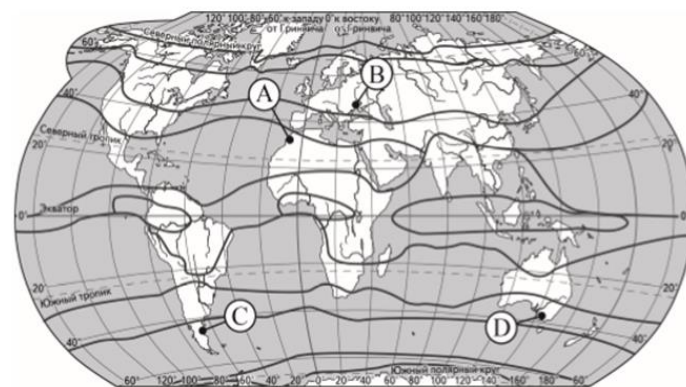 120° 100° 80° 60° к западу 0° к востоку 80 100 120 140 160 180
от Гринвича от Гринвича
Северный полярный круг
60°
B
A
40° 40°
Северный тропик
20° 20°
Экватор
0° 0°
20° 20°
Южный тропик
C D
40° 40°
Южный полярный круг
60° 120° 100° 80° 60° 40° 20° 0° 20° 40° 60° 80° 100° 120° 140° 160° 180° 60°